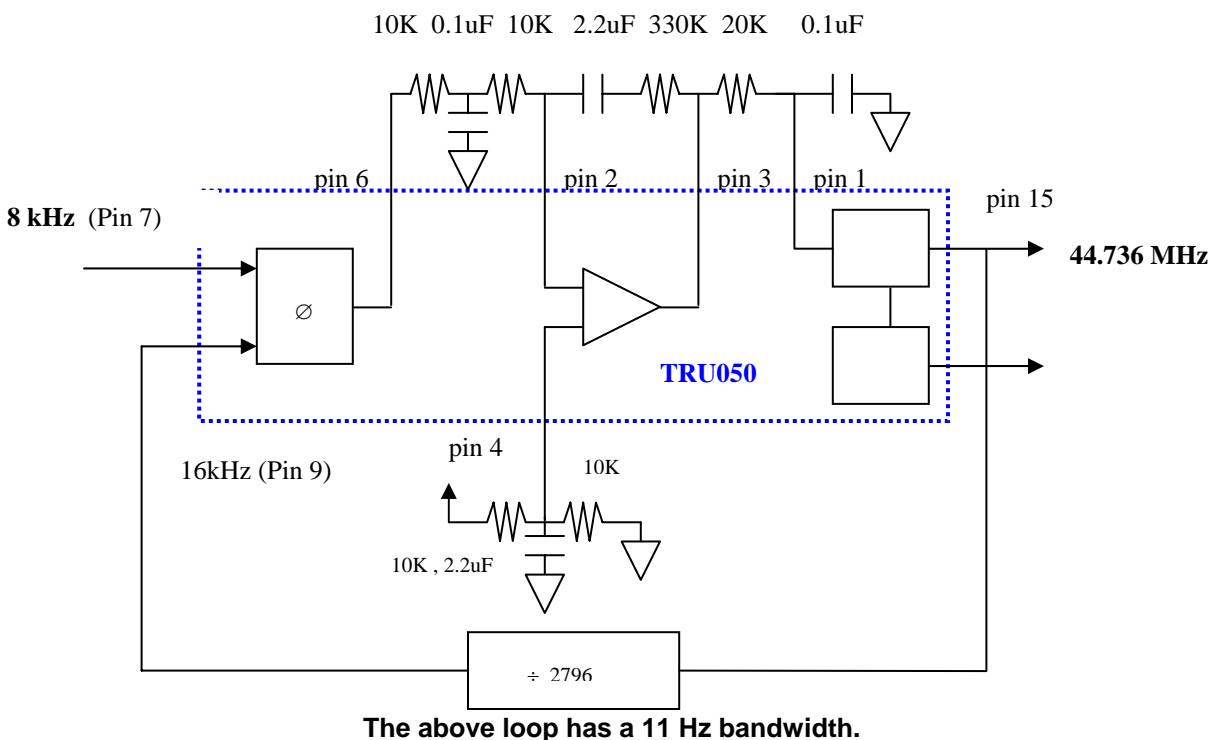 10K 0.1uF 10K 2.2uF 330K 20K 0.1uF
pin 6 pin 2 pin 3 pin 1
pin 15
8 kHz (Pin 7)
44.736 MHz
∅
TRU050
pin 4
10K
16kHz (Pin 9)
10K , 2.2uF
÷ 2796
The above loop has a 11 Hz bandwidth.